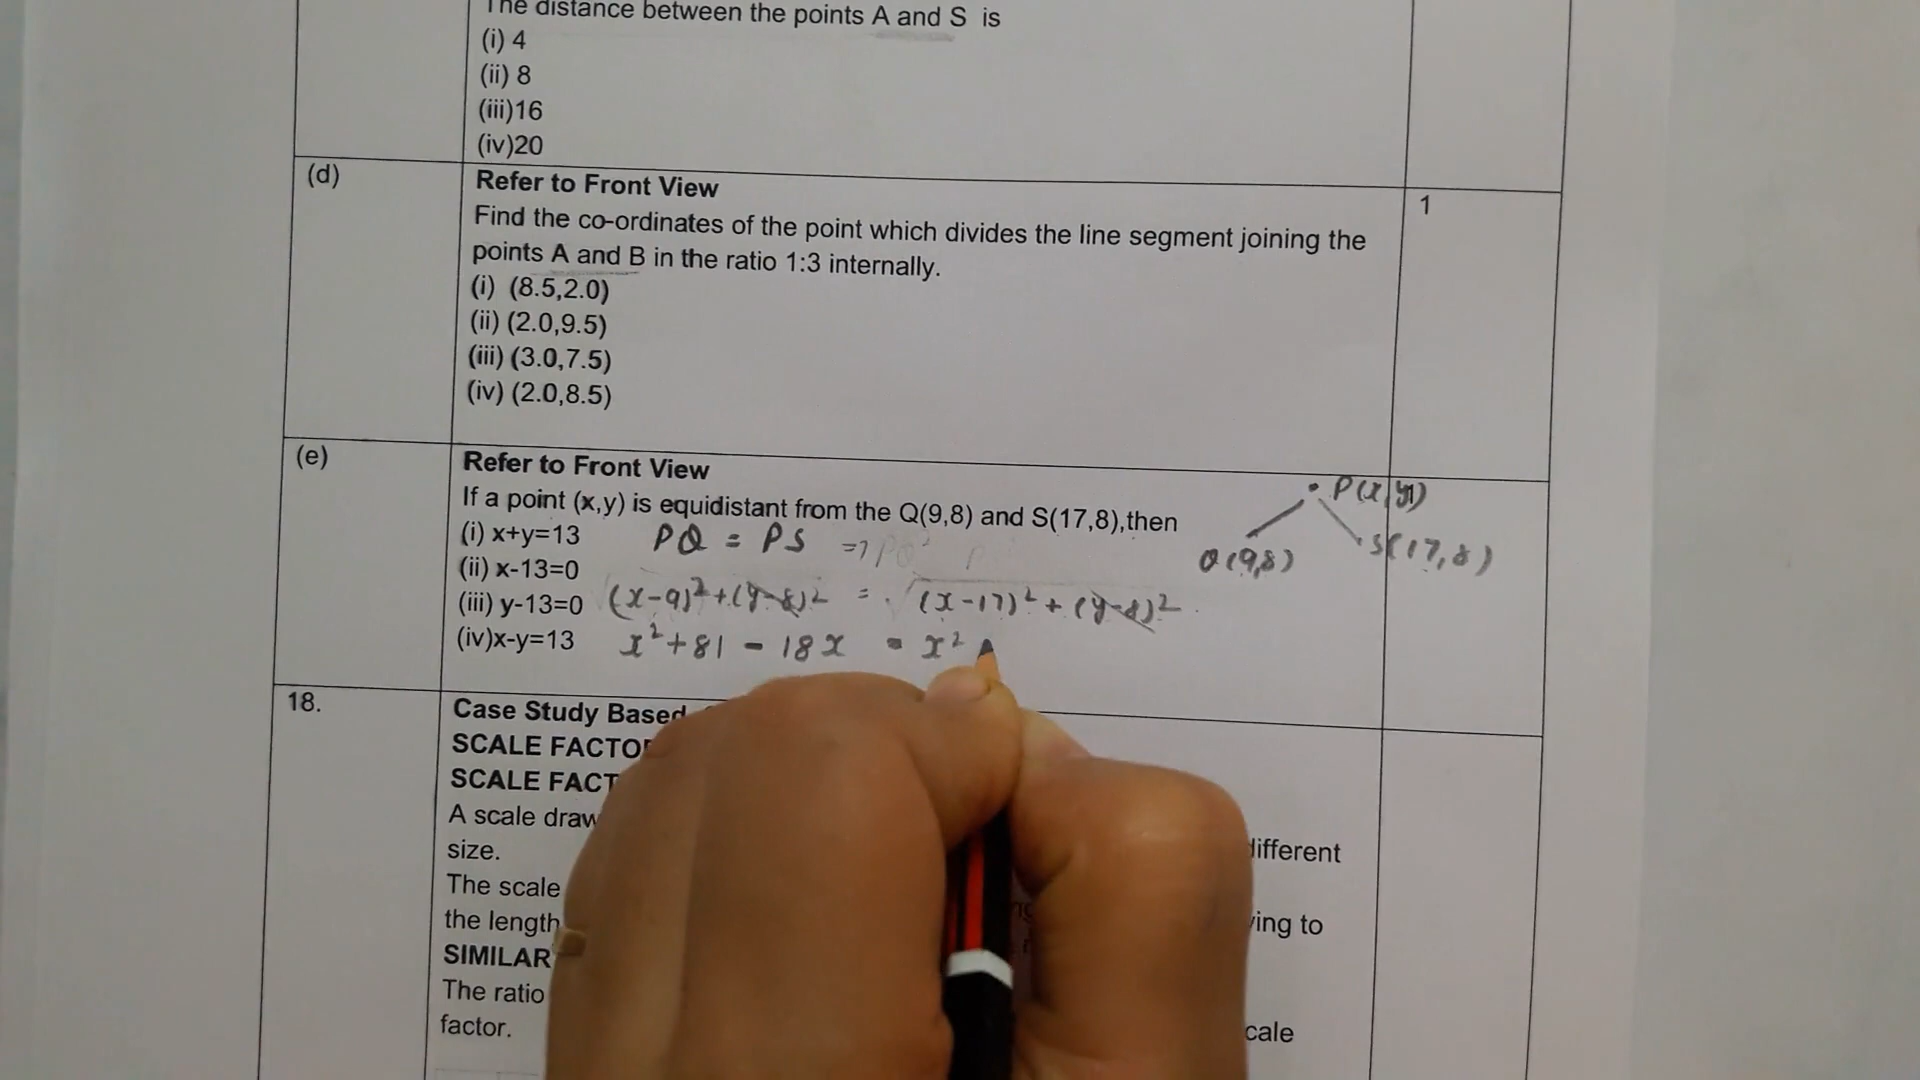 The distance between the points A and S is
(i) 4
(ii) 8
(iii)16
(iv)20
(d)
Refer to Front View
1
Find the co-ordinates of the point which divides the line segment joining the
points A and B in the ratio 1:3 internally.
(i) (8.5,2.0)
(ii) (2.0,9.5)
(iii) (3.0,7.5)
(iv) (2.0,8.5)
(e)
Refer to Front View
P(x,y)
If a point (x,y) is equidistant from the Q(9,8) and S(17,8),then
(i) x+y=13
PQ = PS
Q(9,8)
S(17,8)
(ii) x-13=0
(iii) y-13=0
(x-9)²+(y-8)² = (x-17)²+(y-8)²
(iv)x-y=13
x²+81-18x = x²
18.
Case Study Based
SCALE FACTOR
SCALE FACT
A scale draw
different
size.
The scale
the length
ing to
SIMILAR
The ratio
scale
factor.